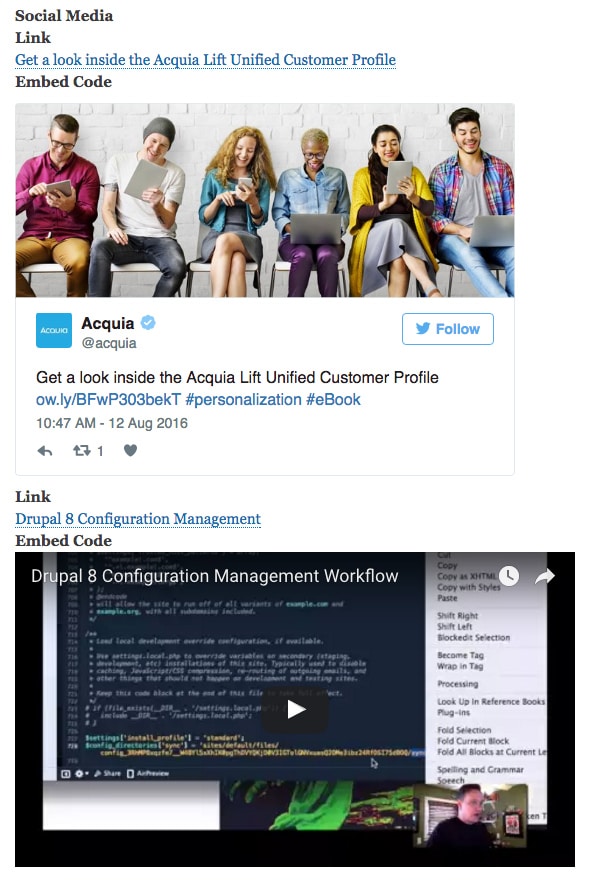 Social Media
Link
Get a look inside the Acquia Lift Unified Customer Profile
Embed Code
ACQUIA
Acquia
@acquia
Follow
Get a look inside the Acquia Lift Unified Customer Profile
ow.ly/BFwP303bekT #personalization #eBook
10:47 AM - 12 Aug 2016
1
Link
Drupal 8 Configuration Management
Embed Code
Drupal 8 Configuration Management Workflow
Cut
Copy
Copy as XHTML
Copy with Styles
Paste
Shift Right
Shift Left
Blockedit Selection
Become Tag
Wrap in Tag
Processing
Look Up in Reference Books
Plug-ins
Fold Selection
Fold Current Block
Fold All Blocks at Current Le
Spelling and Grammar
Speech
* @endcode
* will allow the site to run off of all variants of example.com and
* example.org, with all subdomains included.
*/
/**
* Load local development override configuration, if available.
*
* Use settings.local.php to override variables on secondary (staging,
* development, etc) installations of this site. Typically used to disable
* caching, JavaScript/CSS compression, re-routing of outgoing emails, and
* other things that should not happen on development and testing sites.
*
* Keep this code block at the end of this file to take full effect.
*/
# if (file_exists(__DIR__ . '/settings.local.php')) {
# include __DIR__ . '/settings.local.php';
# }
$settings['install_profile'] = 'standard';
$config_directories['sync'] = 'sites/default/files/
Share
AirPreview